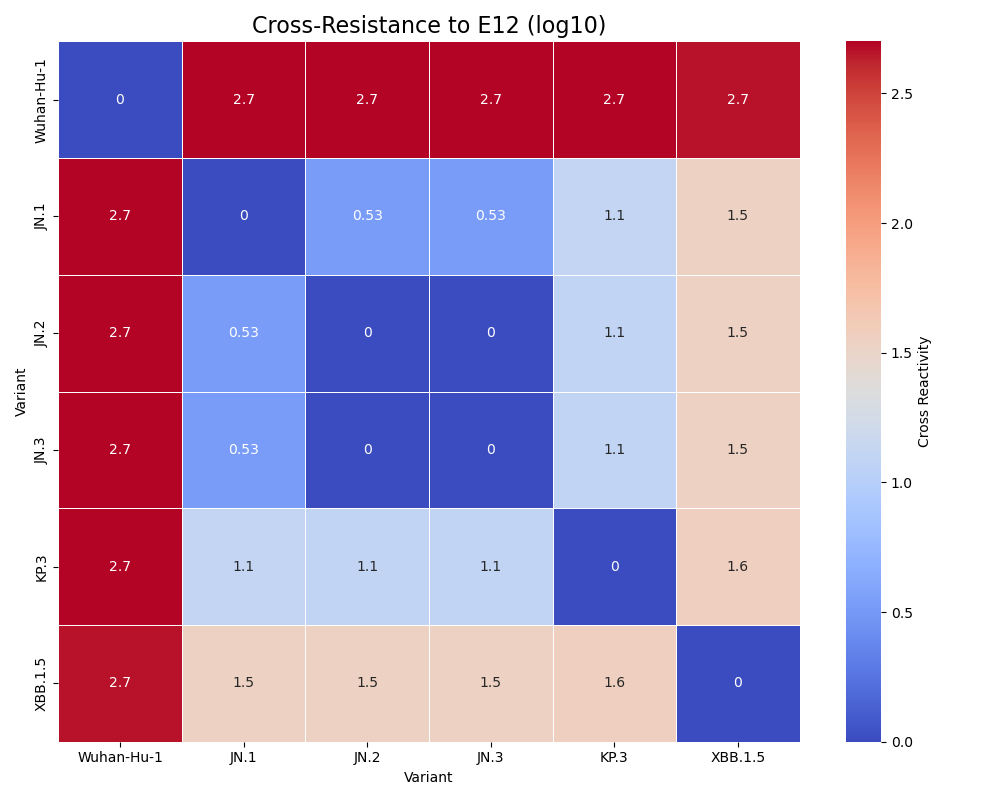 Cross-Resistance to E12 (log10)
Wuhan-Hu-1 0 2.7 2.7 2.7 2.7 2.7
JN.1 2.7 0 0.53 0.53 1.1 1.5
JN.2 2.7 0.53 0 0 1.1 1.5
JN.3 2.7 0.53 0 0 1.1 1.5
KP.3 2.7 1.1 1.1 1.1 0 1.6
XBB.1.5 2.7 1.5 1.5 1.5 1.6 0
Variant
Wuhan-Hu-1 JN.1 JN.2 JN.3 KP.3 XBB.1.5
Variant
2.5
2.0
1.5
1.0
0.5
0.0
Cross Reactivity